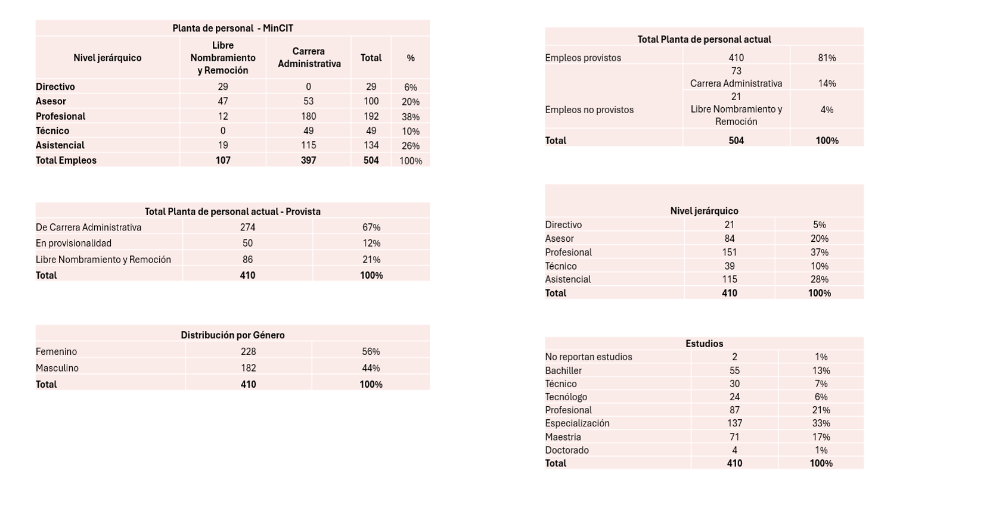 Planta de personal - MinCIT
Nivel jerárquico Libre Nombramiento y Remoción Carrera Administrativa Total %
Directivo 29 0 29 6%
Asesor 47 53 100 20%
Profesional 12 180 192 38%
Técnico 0 49 49 10%
Asistencial 19 115 134 26%
Total Empleos 107 397 504 100%
Total Planta de personal actual - Provista
De Carrera Administrativa 274 67%
En provisionalidad 50 12%
Libre Nombramiento y Remoción 86 21%
Total 410 100%
Distribución por Género
Femenino 228 56%
Masculino 182 44%
Total 410 100%
Total Planta de personal actual
Empleos provistos 410 81%
Empleos no provistos
73
Carrera Administrativa 14%
21
Libre Nombramiento y 4%
Remoción
Total 504 100%
Nivel jerárquico
Directivo 21 5%
Asesor 84 20%
Profesional 151 37%
Técnico 39 10%
Asistencial 115 28%
Total 410 100%
Estudios
No reportan estudios 2 1%
Bachiller 55 13%
Técnico 30 7%
Tecnólogo 24 6%
Profesional 87 21%
Especialización 137 33%
Maestria 71 17%
Doctorado 4 1%
Total 410 100%